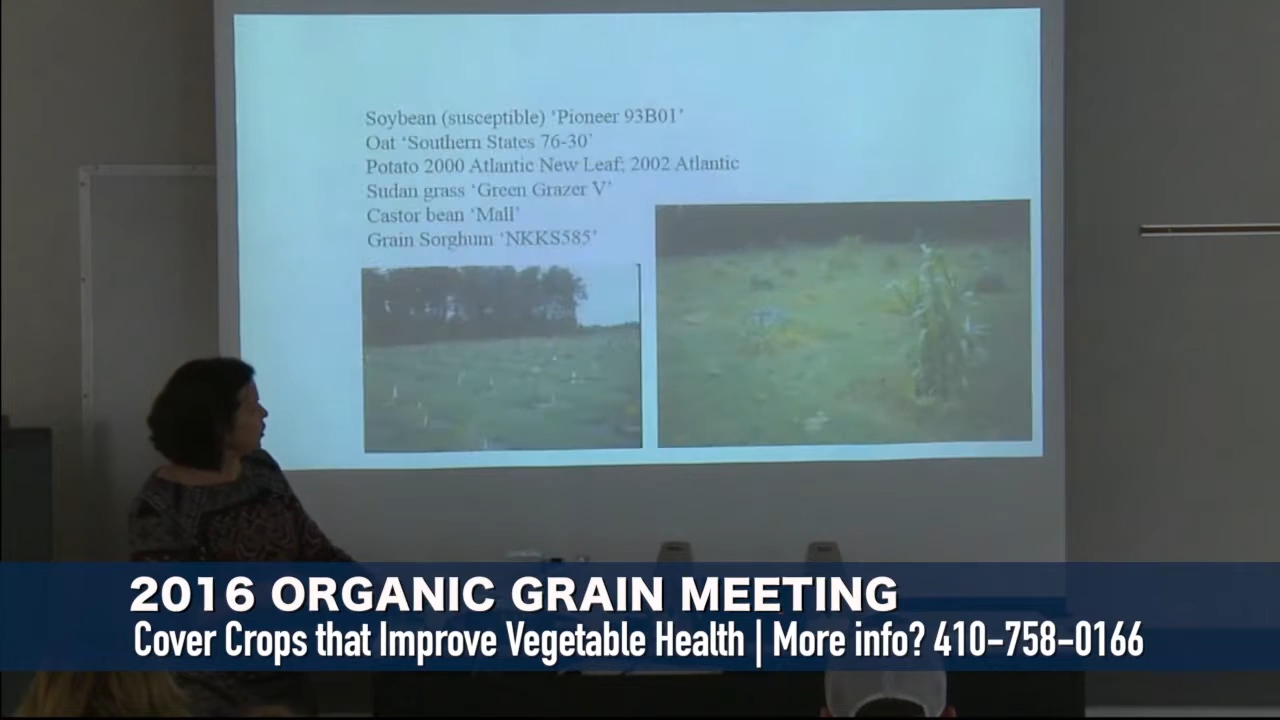 Soybean (susceptible) ‘Pioneer 93B01’
Oat ‘Southern States 76-30’
Potato 2000 Atlantic New Leaf; 2002 Atlantic
Sudan grass ‘Green Grazer V’
Castor bean ‘Mall’
Grain Sorghum ‘NKKS585’
2016 ORGANIC GRAIN MEETING
Cover Crops that Improve Vegetable Health | More info? 410-758-0166